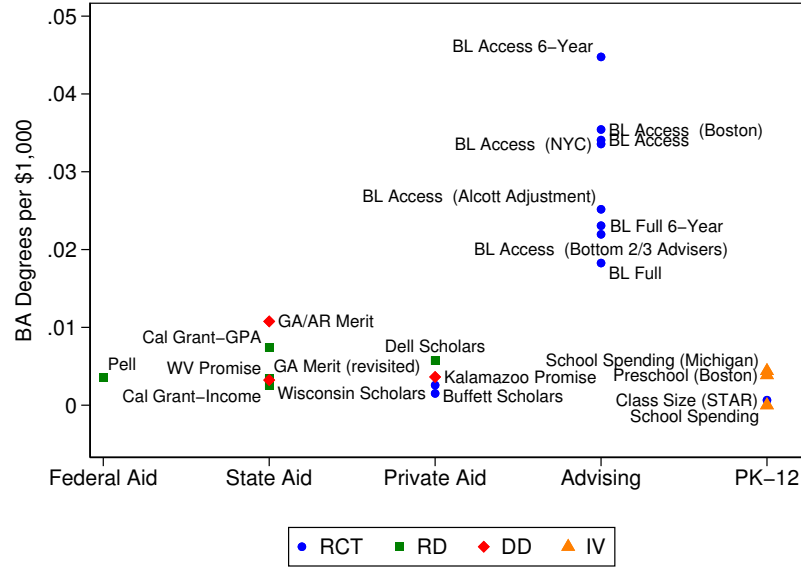 BA Degrees per $1,000
.05
.04
.03
.02
.01
0
BL Access 6−Year
BL Access (Boston)
BL Access
BL Access (NYC)
BL Access (Alcott Adjustment)
BL Full 6−Year
BL Access (Bottom 2/3 Advisers)
BL Full
GA/AR Merit
Cal Grant−GPA
Dell Scholars
Pell
WV Promise
GA Merit (revisited)
School Spending (Michigan)
Kalamazoo Promise
Preschool (Boston)
Cal Grant−Income
Wisconsin Scholars
Buffett Scholars
Class Size (STAR)
School Spending
Federal Aid
State Aid
Private Aid
Advising
PK−12
RCT
RD
DD
IV